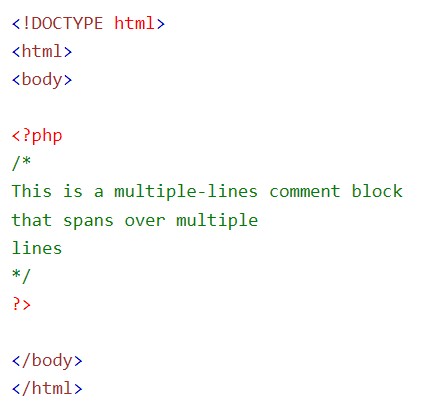 <!DOCTYPE html>
<html>
<body>
<?php
/*
This is a multiple-lines comment block
that spans over multiple
lines
*/
?>
</body>
</html>